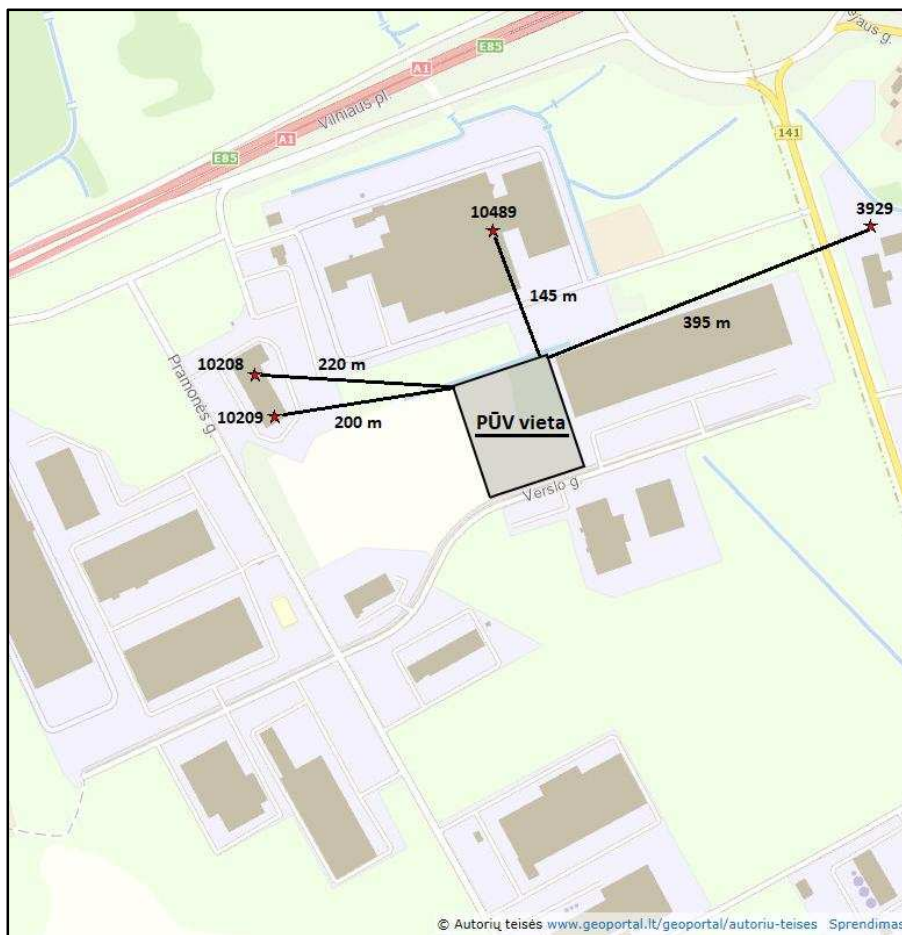 ejaus g.
E85
A1
Vilniaus pl.
A1
E85
141
10489
3929
145 m
395 m
10208
220 m
10209
200 m
Pramonės g.
PŪV vieta
Verslo g.
© Autorių teisės www.geoportal.lt/geoportal/autoriu-teises Sprendimas